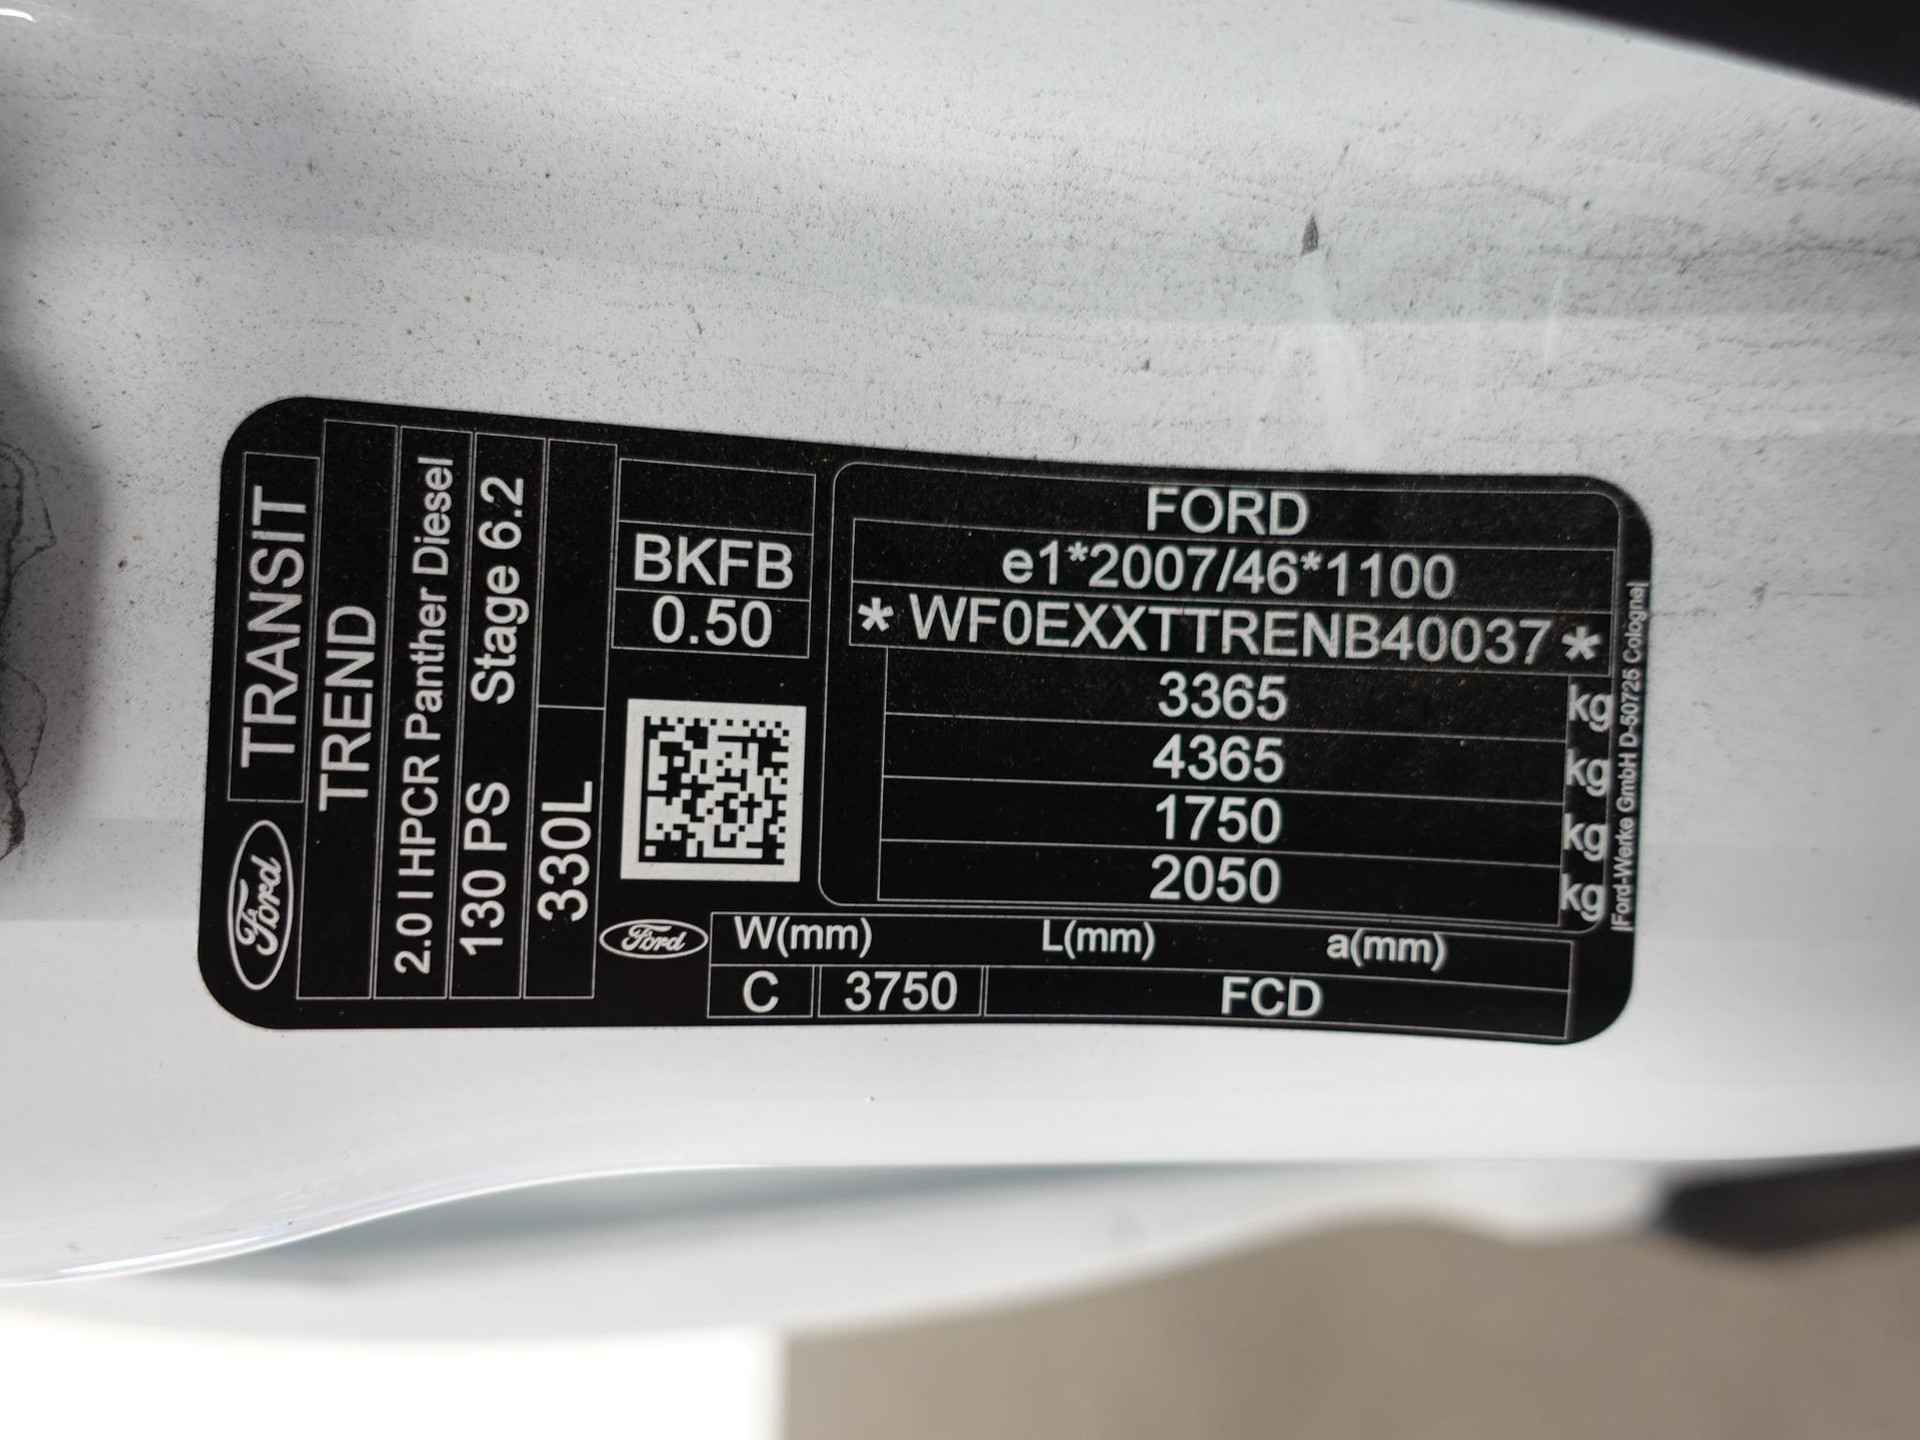 Ford
TRANSIT
TREND
2.0 l HPCR Panther Diesel
130 PS Stage 6.2
330L
BKFB
0.50
FORD
e1*2007/46*1100
*WF0EXXTTRENB40037*
3365 kg
4365 kg
1750 kg
2050 kg
|Ford-Werke GmbH D-50725 Cologne|
Ford
W(mm) L(mm) a(mm)
C 3750 FCD